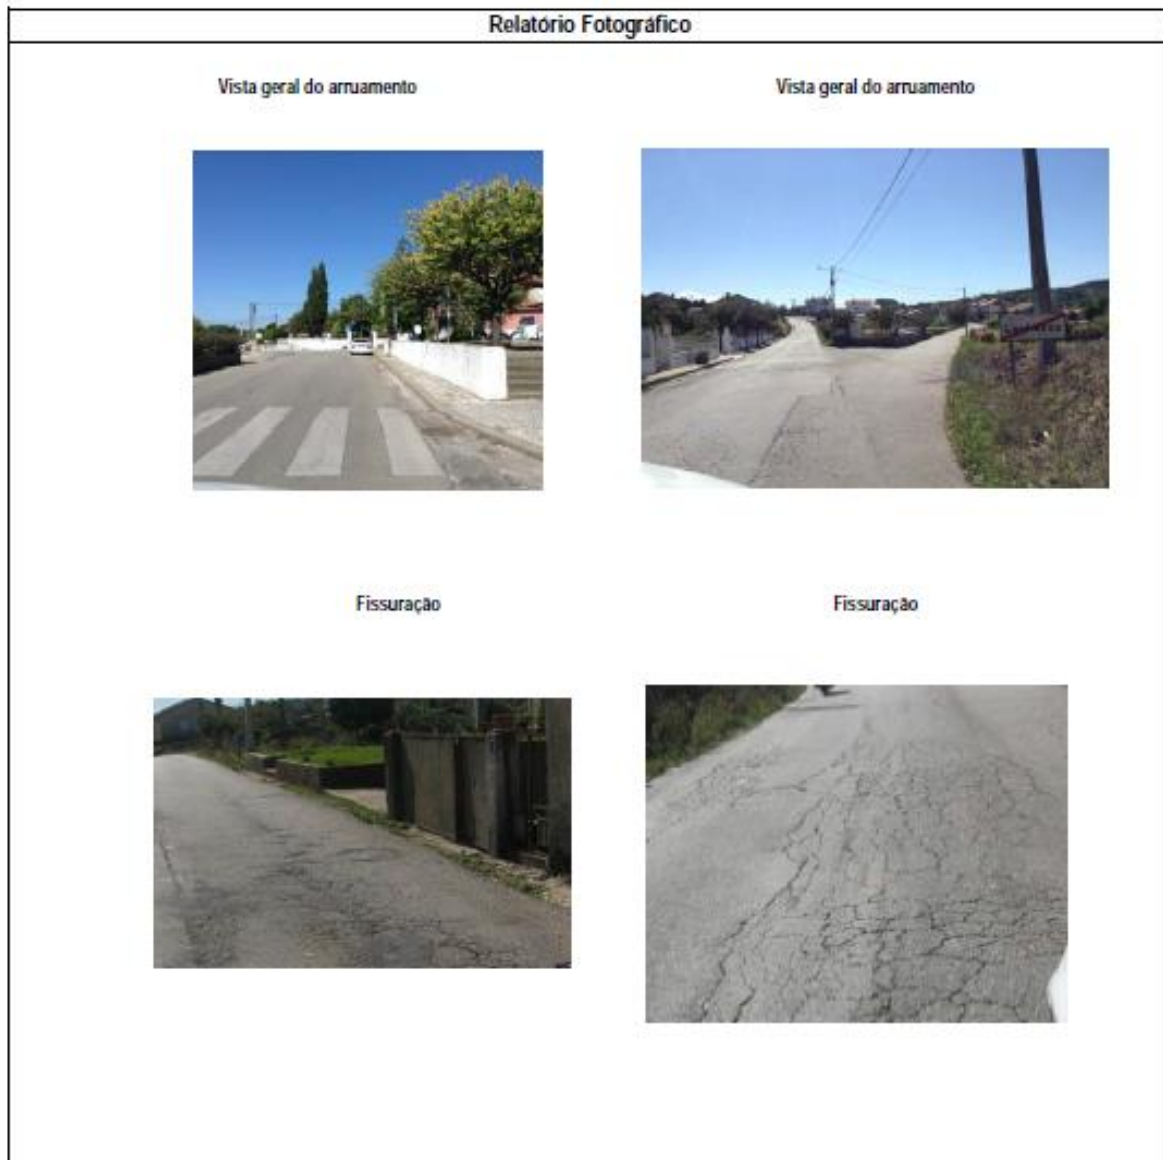 Relatório Fotográfico
Vista geral do arruamento
Vista geral do arruamento
Fissuração
Fissuração